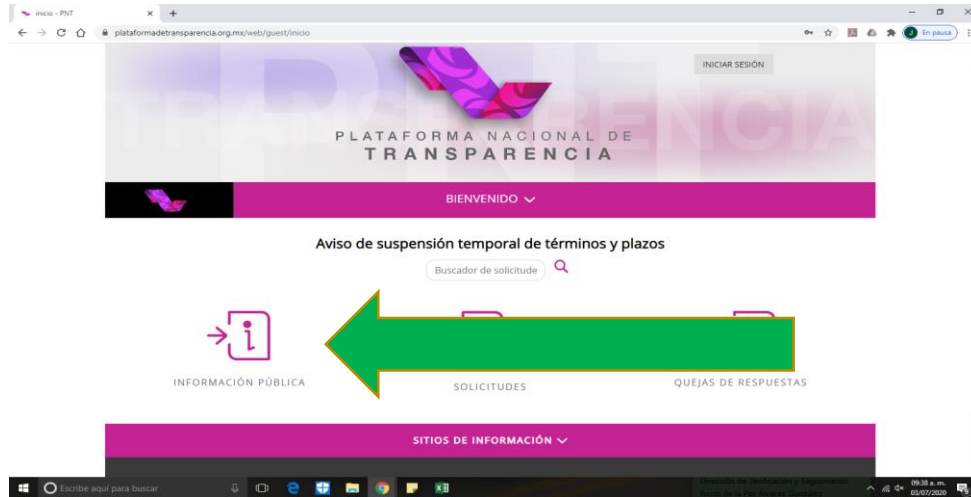 inicio - PNT
plataformadetransparencia.org.mx/web/guest/inicio
J En pausa
INICIAR SESIÓN
PNT
TRANSPARENCIA
PLATAFORMA NACIONAL DE
TRANSPARENCIA
BIENVENIDO
Aviso de suspensión temporal de términos y plazos
Buscador de solicitude
INFORMACIÓN PÚBLICA
SOLICITUDES
QUEJAS DE RESPUESTAS
SITIOS DE INFORMACIÓN
Escribe aquí para buscar
09:38 a. m.
03/07/2020